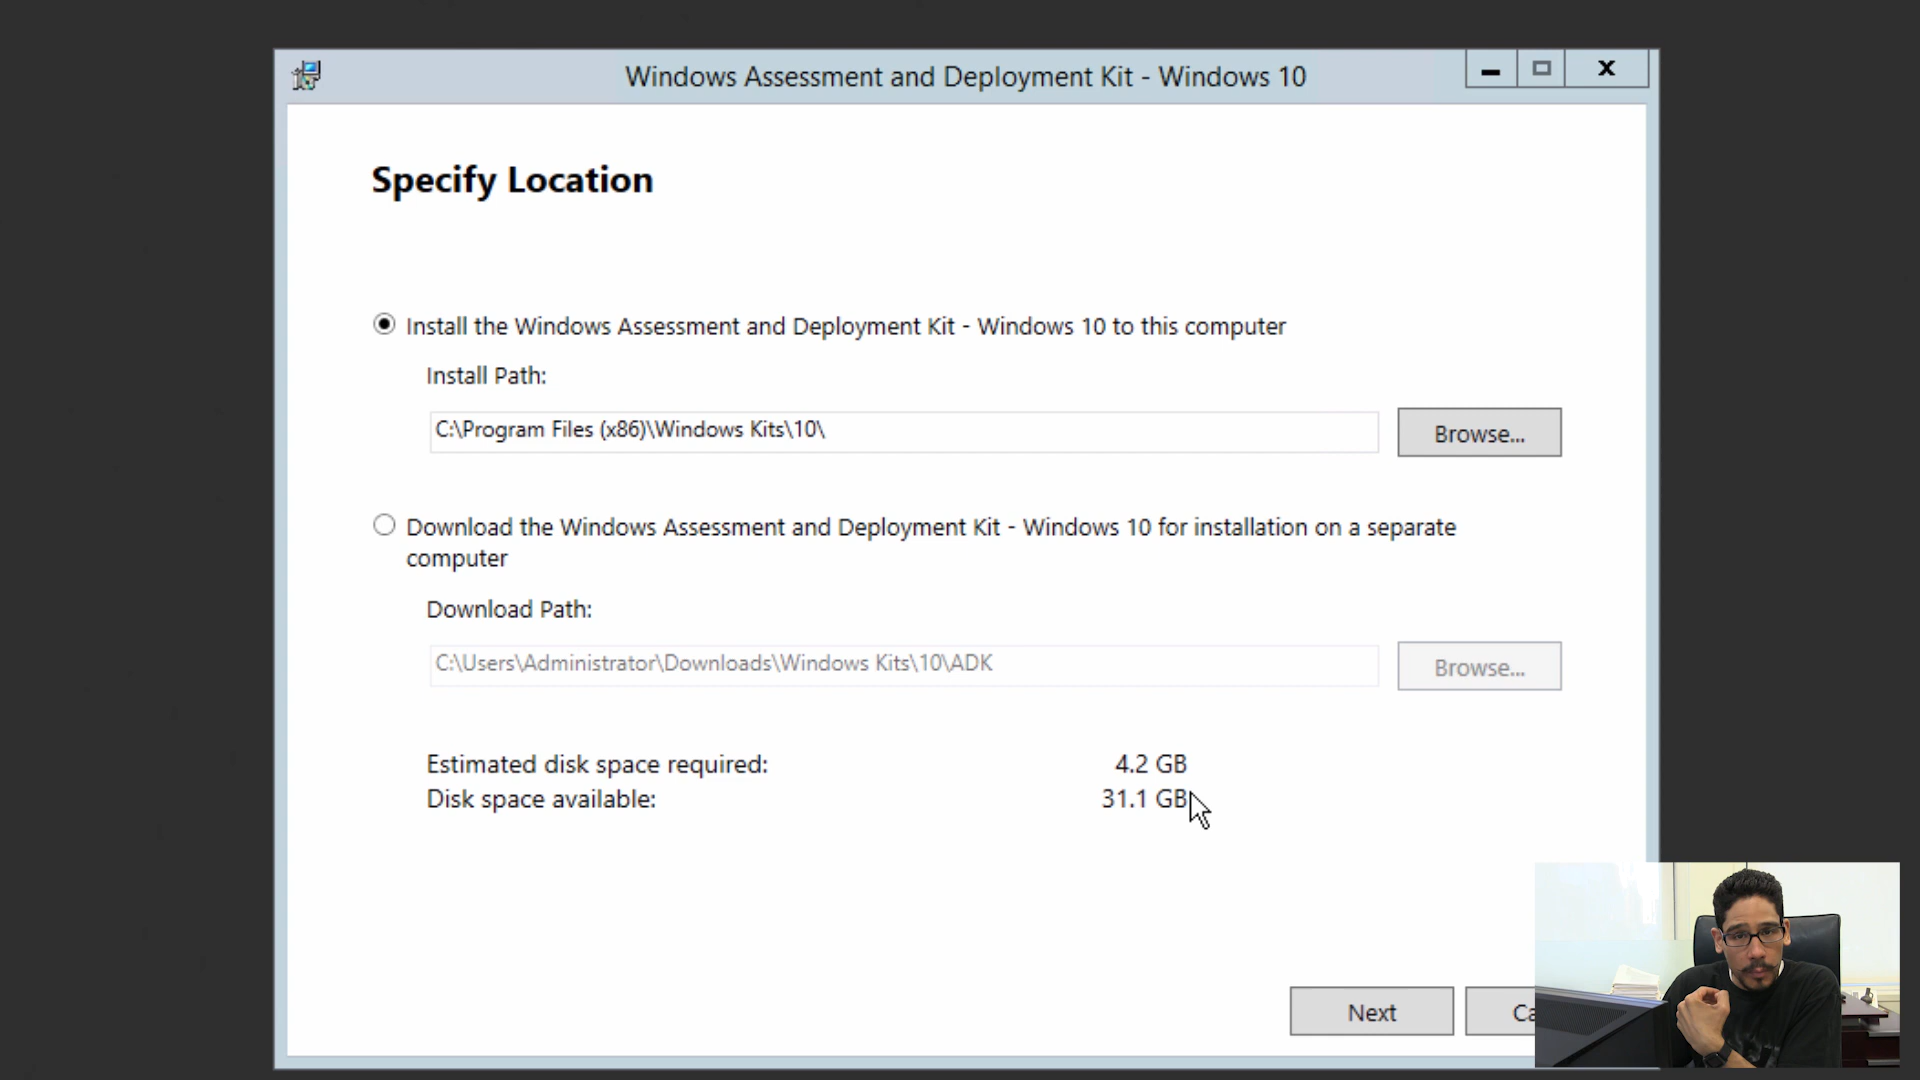 Windows Assessment and Deployment Kit - Windows 10
Specify Location
Install the Windows Assessment and Deployment Kit - Windows 10 to this computer
Install Path:
C:\Program Files (x86)\Windows Kits\10\
Browse...
Download the Windows Assessment and Deployment Kit - Windows 10 for installation on a separate
computer
Download Path:
C:\Users\Administrator\Downloads\Windows Kits\10\ADK
Browse...
Estimated disk space required: 4.2 GB
Disk space available: 31.1 GB
Next
Ca